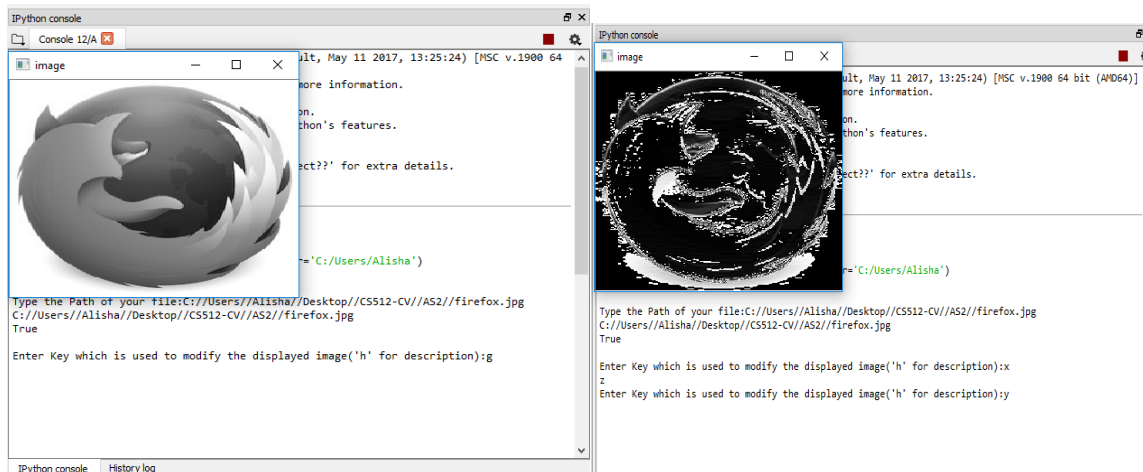 IPython console
Console 12/A
image
ult, May 11 2017, 13:25:24) [MSC v.1900 64
more information.
on.
thon's features.
ect??' for extra details.
r='C:/Users/Alisha')
Type the Path of your file:C://Users//Alisha//Desktop//CS512-CV//AS2//firefox.jpg
C://Users//Alisha//Desktop//CS512-CV//AS2//firefox.jpg
True
Enter Key which is used to modify the displayed image('h' for description):g
IPython console
History log
IPython console
image
ult, May 11 2017, 13:25:24) [MSC v.1900 64 bit (AMD64)]
more information.
on.
thon's features.
ect??' for extra details.
r='C:/Users/Alisha')
Type the Path of your file:C://Users//Alisha//Desktop//CS512-CV//AS2//firefox.jpg
C://Users//Alisha//Desktop//CS512-CV//AS2//firefox.jpg
True
Enter Key which is used to modify the displayed image('h' for description):x
z
Enter Key which is used to modify the displayed image('h' for description):y